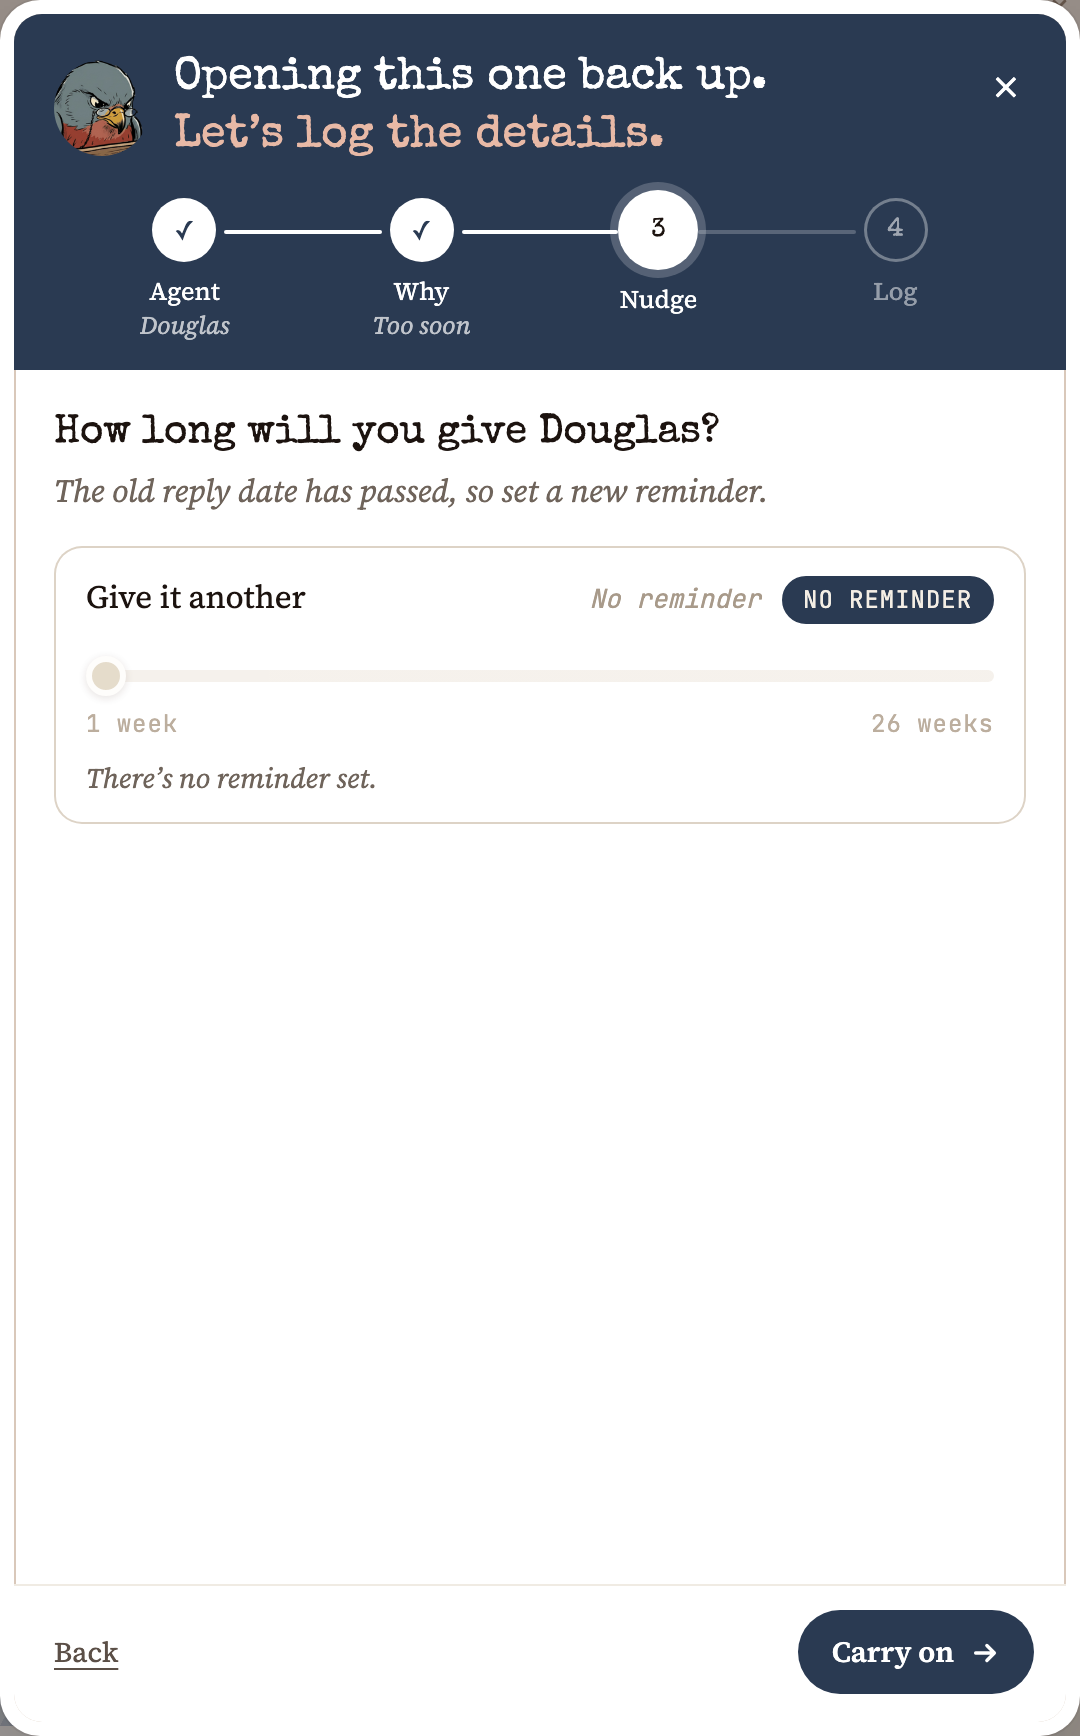 Opening this one back up.
Let’s log the details.
✓ ✓ 3 4
Agent Why Nudge Log
Douglas Too soon
How long will you give Douglas?
The old reply date has passed, so set a new reminder.
Give it another No reminder NO REMINDER
1 week 26 weeks
There’s no reminder set.
Back Carry on →